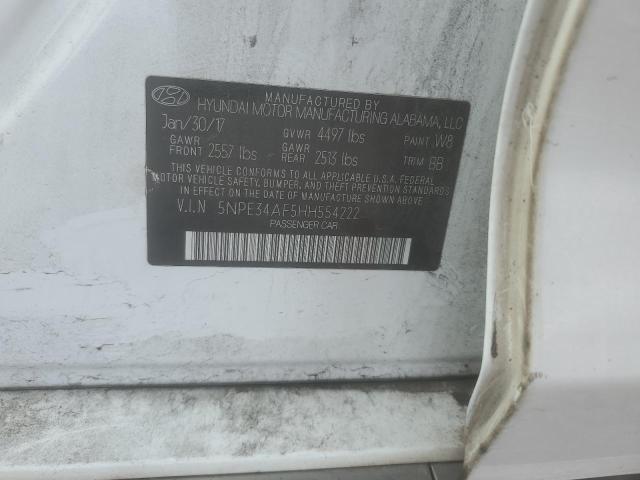 MANUFACTURED BY
HYUNDAI MOTOR MANUFACTURING ALABAMA, LLC
Jan/30/17 GVWR 4497 lbs PAINT W8
GAWR FRONT 2557 lbs GAWR REAR 2513 lbs TRIM BB
THIS VEHICLE CONFORMS TO ALL APPLICABLE U.S.A. FEDERAL
MOTOR VEHICLE SAFETY, BUMPER, AND THEFT PREVENTION STANDARDS
IN EFFECT ON THE DATE OF MANUFACTURE SHOWN ABOVE.
V.I.N 5NPE34AF5HH554222
PASSENGER CAR